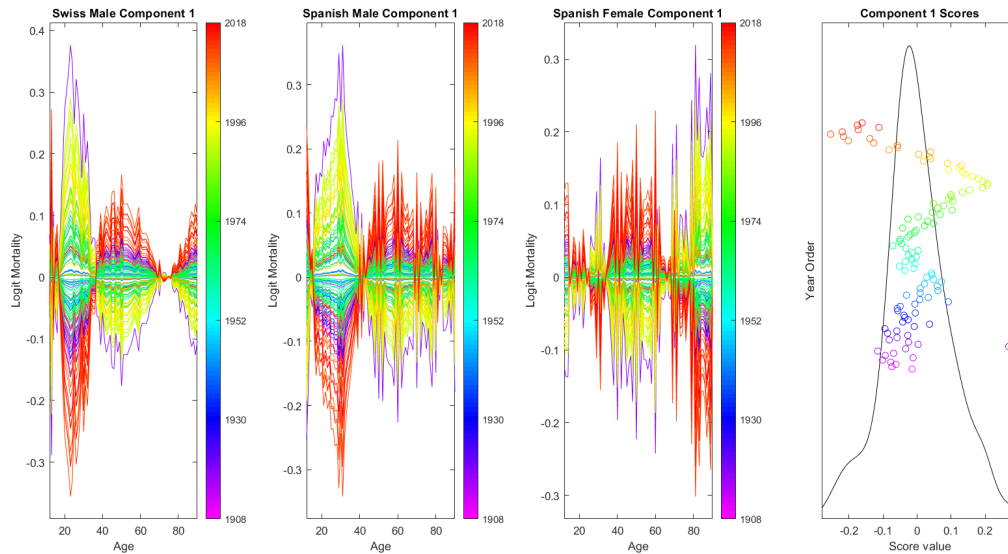 Swiss Male Component 1
Logit Mortality
0.4
0.3
0.2
0.1
0
-0.1
-0.2
-0.3
20 40 60 80
Age
2018
1996
1974
1952
1930
1908
Spanish Male Component 1
Logit Mortality
0.4
0.3
0.2
0.1
0
-0.1
-0.2
-0.3
20 40 60 80
Age
2018
1996
1974
1952
1930
1908
Spanish Female Component 1
Logit Mortality
0.3
0.2
0.1
0
-0.1
-0.2
-0.3
20 40 60 80
Age
2018
1996
1974
1952
1930
1908
Component 1 Scores
Year Order
-0.2 -0.1 0 0.1 0.2
Score value